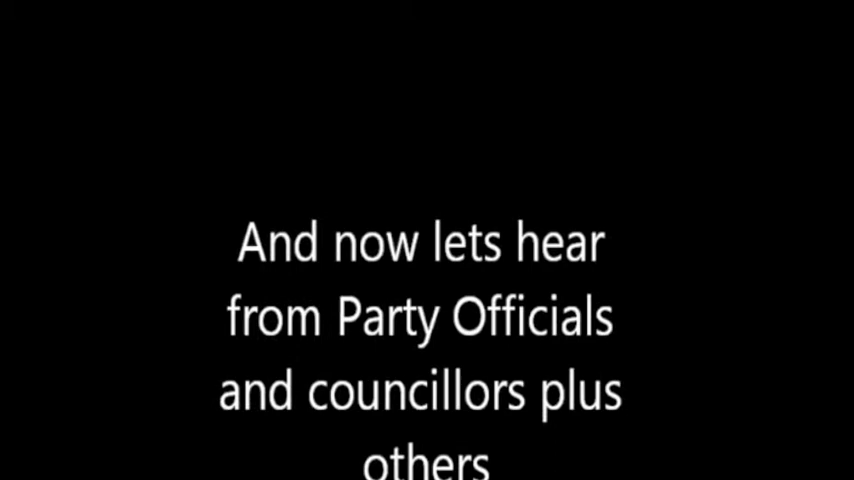 And now lets hear
from Party Officials
and councillors plus
others